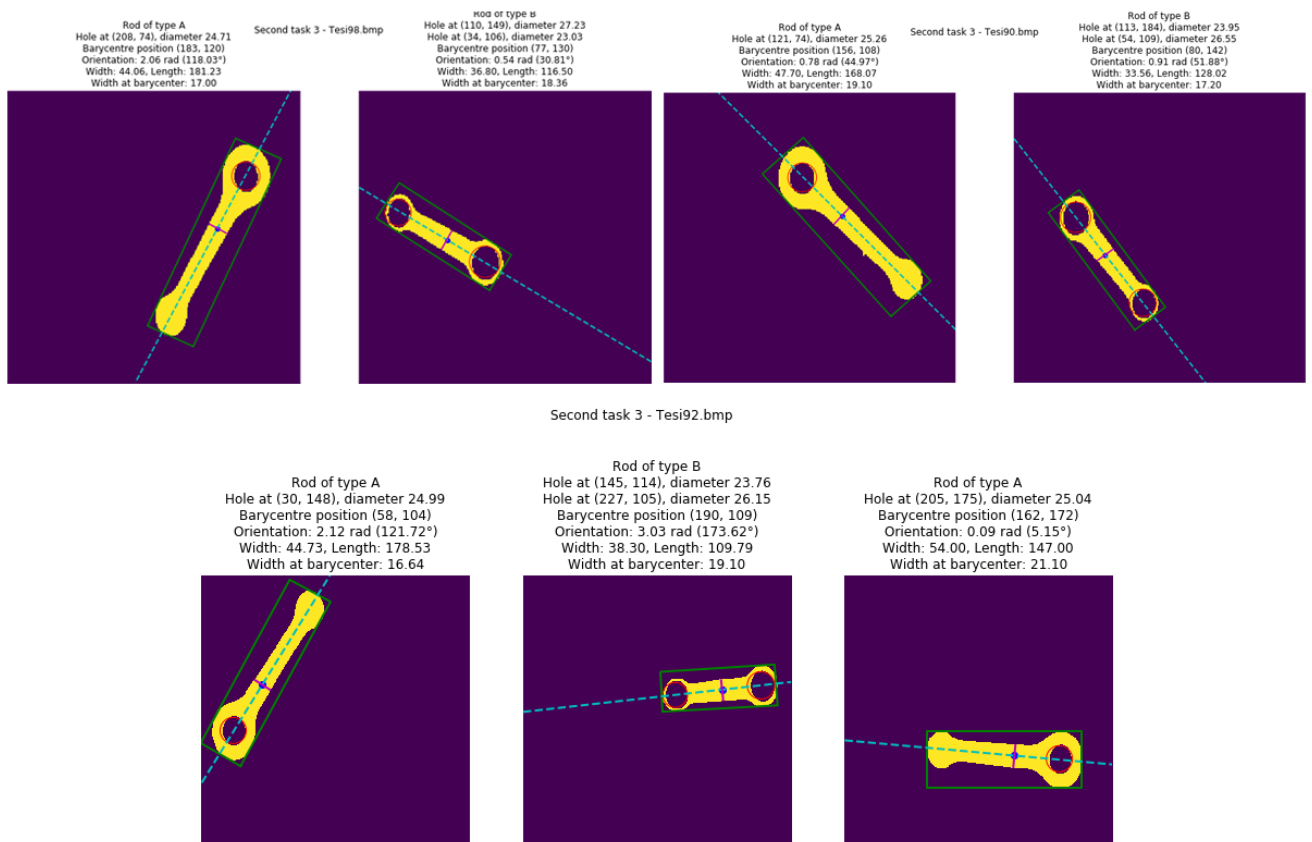 Rod of type A
Hole at (208, 74), diameter 24.71
Barycentre position (183, 120)
Orientation: 2.06 rad (118.03°)
Width: 44.06, Length: 181.23
Width at barycenter: 17.00
Second task 3 - Tesi98.bmp
Rod of type B
Hole at (110, 149), diameter 27.23
Hole at (34, 106), diameter 23.03
Barycentre position (77, 130)
Orientation: 0.54 rad (30.81°)
Width: 36.80, Length: 116.50
Width at barycenter: 18.36
Rod of type A
Hole at (121, 74), diameter 25.26
Barycentre position (156, 108)
Orientation: 0.78 rad (44.97°)
Width: 47.70, Length: 168.07
Width at barycenter: 19.10
Second task 3 - Tesi90.bmp
Rod of type B
Hole at (113, 184), diameter 23.95
Hole at (54, 109), diameter 26.55
Barycentre position (80, 142)
Orientation: 0.91 rad (51.88°)
Width: 33.56, Length: 128.02
Width at barycenter: 17.20
Second task 3 - Tesi92.bmp
Rod of type A
Hole at (30, 148), diameter 24.99
Barycentre position (58, 104)
Orientation: 2.12 rad (121.72°)
Width: 44.73, Length: 178.53
Width at barycenter: 16.64
Rod of type B
Hole at (145, 114), diameter 23.76
Hole at (227, 105), diameter 26.15
Barycentre position (190, 109)
Orientation: 3.03 rad (173.62°)
Width: 38.30, Length: 109.79
Width at barycenter: 19.10
Rod of type A
Hole at (205, 175), diameter 25.04
Barycentre position (162, 172)
Orientation: 0.09 rad (5.15°)
Width: 54.00, Length: 147.00
Width at barycenter: 21.10